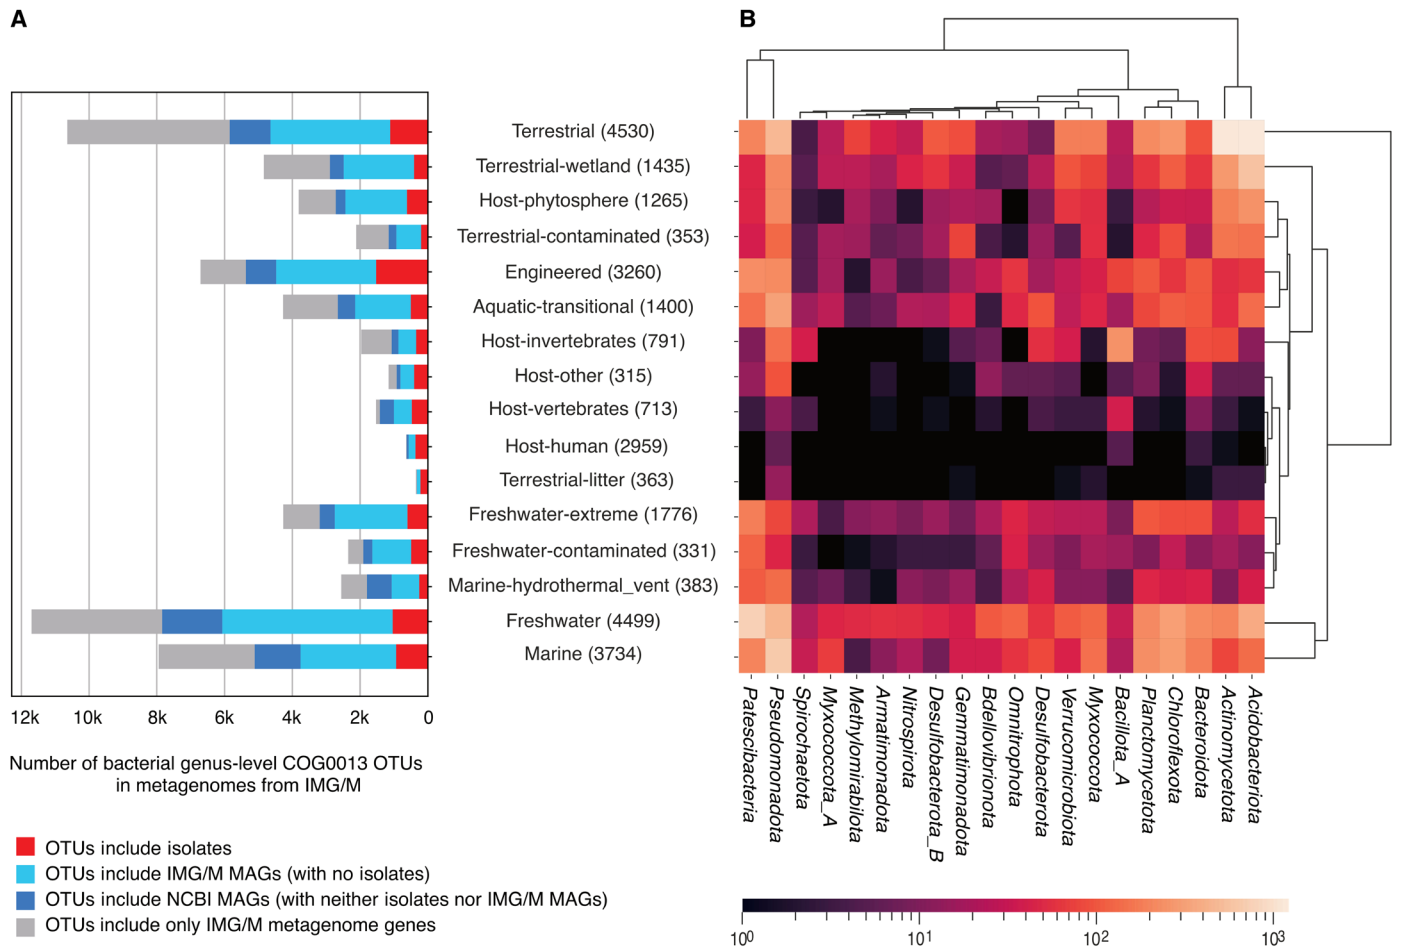 A
B
Terrestrial (4530)
Terrestrial-wetland (1435)
Host-phytosphere (1265)
Terrestrial-contaminated (353)
Engineered (3260)
Aquatic-transitional (1400)
Host-invertebrates (791)
Host-other (315)
Host-vertebrates (713)
Host-human (2959)
Terrestrial-litter (363)
Freshwater-extreme (1776)
Freshwater-contaminated (331)
Marine-hydrothermal_vent (383)
Freshwater (4499)
Marine (3734)
12k 10k 8k 6k 4k 2k 0
Number of bacterial genus-level COG0013 OTUs
in metagenomes from IMG/M
OTUs include isolates
OTUs include IMG/M MAGs (with no isolates)
OTUs include NCBI MAGs (with neither isolates nor IMG/M MAGs)
OTUs include only IMG/M metagenome genes
Patescibacteria
Pseudomonadota
Spirochaetota
Myxococcota_A
Methylomirabilota
Armatimonadota
Nitrospirota
Desulfobacterota_B
Gemmatimonadota
Bdellovibrionota
Omnitrophota
Desulfobacterota
Verrucomicrobiota
Myxococcota
Bacillota_A
Planctomycetota
Chloroflexota
Bacteroidota
Actinomycetota
Acidobacteriota
10⁰ 10¹ 10² 10³